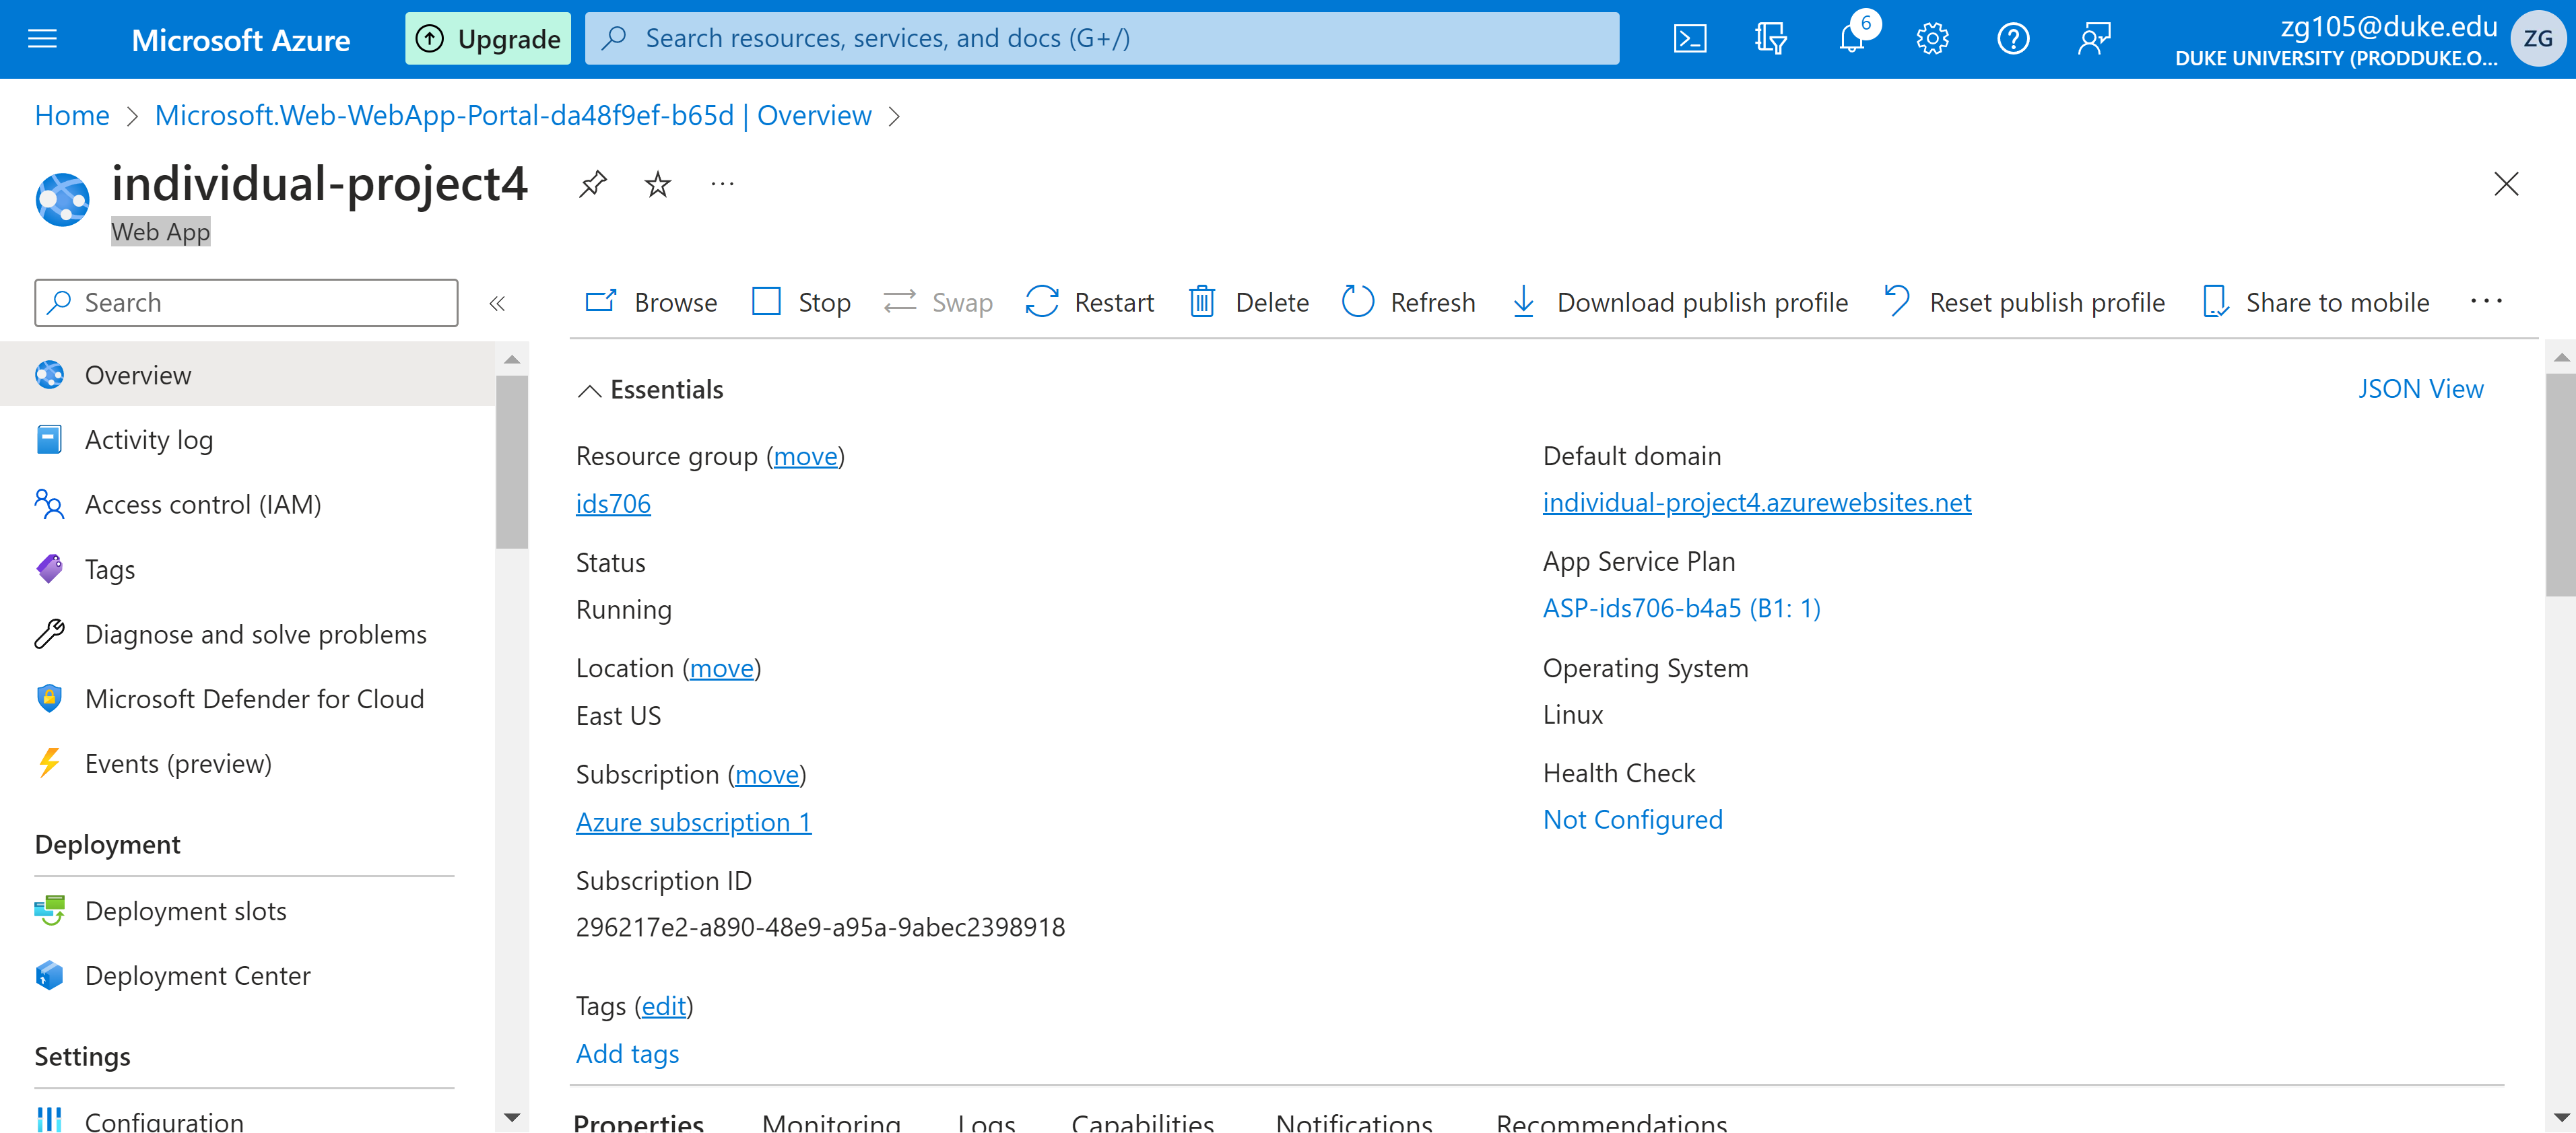 Microsoft Azure
Upgrade
Search resources, services, and docs (G+/)
6
zg105@duke.edu
DUKE UNIVERSITY (PRODDUKE.O...
ZG
Home > Microsoft.Web-WebApp-Portal-da48f9ef-b65d | Overview >
individual-project4
...
Web App
Search
«
Browse
Stop
Swap
Restart
Delete
Refresh
Download publish profile
Reset publish profile
Share to mobile
...
Overview
Activity log
Access control (IAM)
Tags
Diagnose and solve problems
Microsoft Defender for Cloud
Events (preview)
Deployment
Deployment slots
Deployment Center
Settings
Configuration
Essentials
JSON View
Resource group (move)
ids706
Status
Running
Location (move)
East US
Subscription (move)
Azure subscription 1
Subscription ID
296217e2-a890-48e9-a95a-9abec2398918
Default domain
individual-project4.azurewebsites.net
App Service Plan
ASP-ids706-b4a5 (B1: 1)
Operating System
Linux
Health Check
Not Configured
Tags (edit)
Add tags
Properties
Monitoring
Logs
Capabilities
Notifications
Recommendations